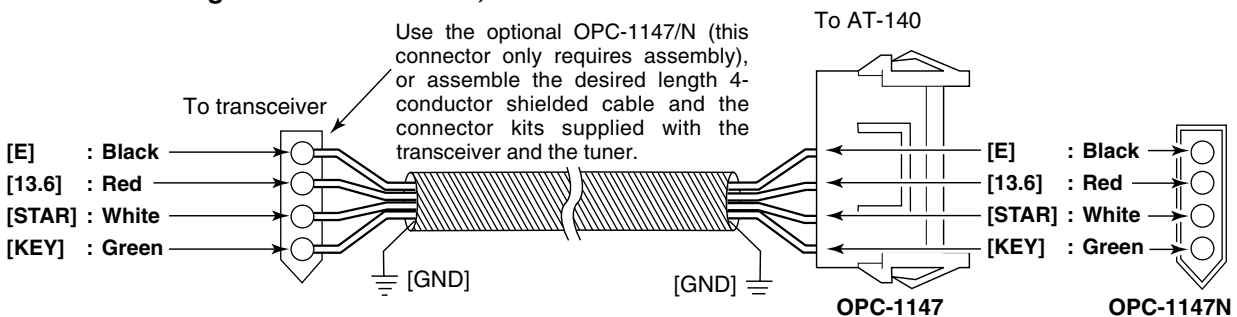 Use the optional OPC-1147/N (this
connector only requires assembly),
or assemble the desired length 4-
conductor shielded cable and the
connector kits supplied with the
transceiver and the tuner.
To transceiver
[E] : Black
[13.6] : Red
[STAR] : White
[KEY] : Green
[GND]
[GND]
To AT-140
[E] : Black
[13.6] : Red
[STAR] : White
[KEY] : Green
OPC-1147
OPC-1147N